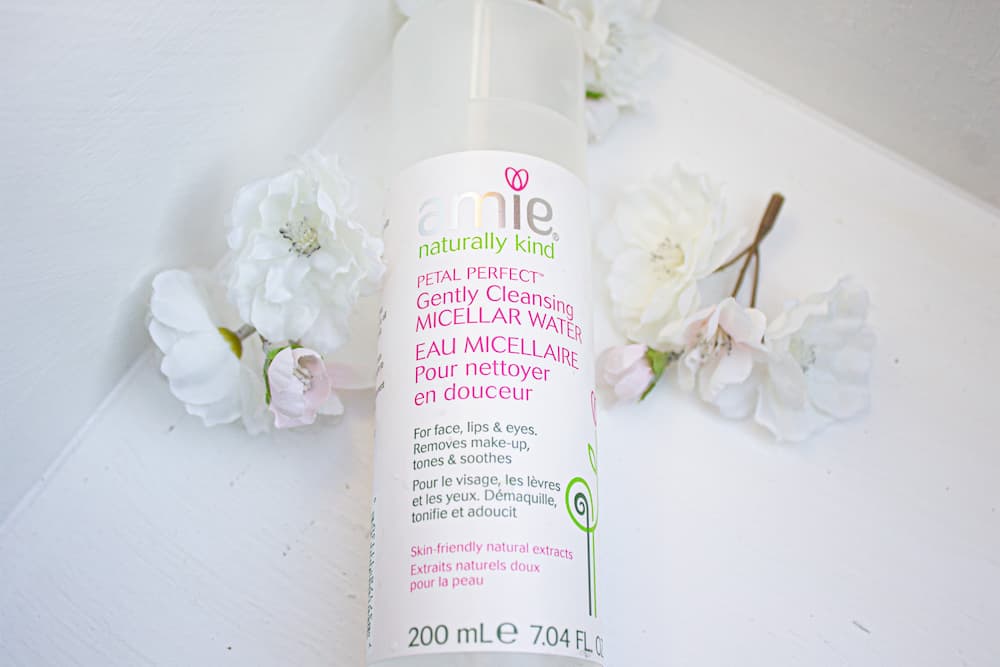 amie®
naturally kind
PETAL PERFECT™
Gently Cleansing
MICELLAR WATER
EAU MICELLAIRE
Pour nettoyer
en douceur
For face, lips & eyes.
Removes make-up,
tones & soothes
Pour le visage, les lèvres
et les yeux. Démaquille,
tonifie et adoucit
Skin-friendly natural extracts
Extraits naturels doux
pour la peau
200 mL℮ 7.04 FL. OZ